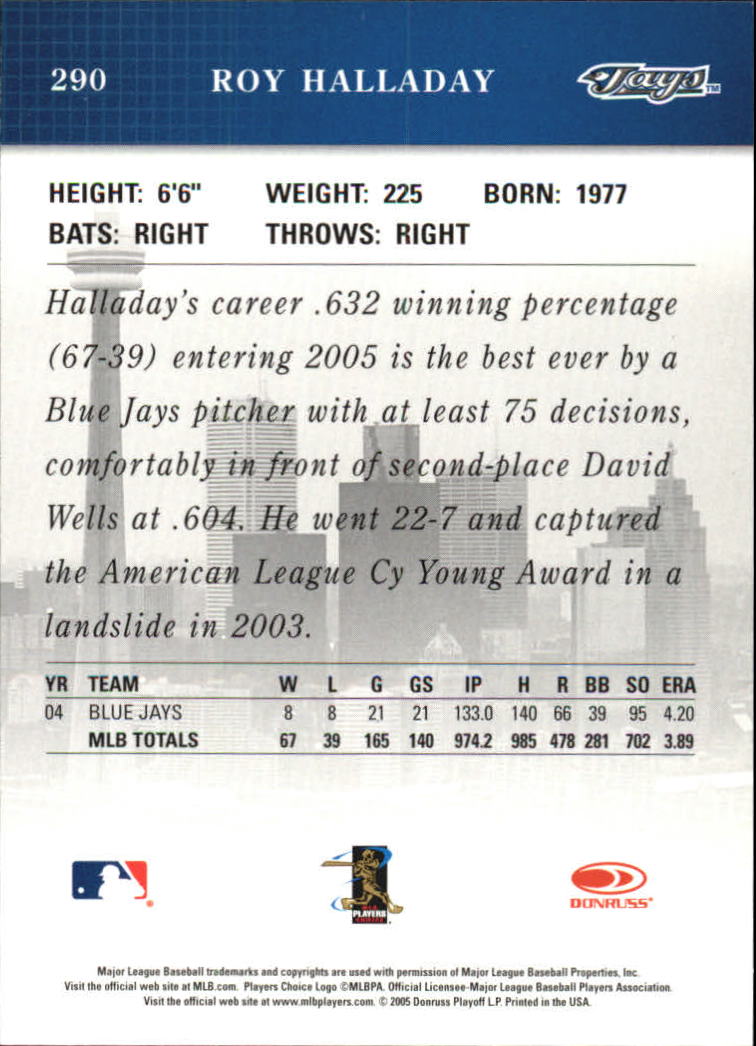 290 ROY HALLADAY Jays TM
HEIGHT: 6'6" WEIGHT: 225 BORN: 1977
BATS: RIGHT THROWS: RIGHT
Halladay's career .632 winning percentage
(67-39) entering 2005 is the best ever by a
Blue Jays pitcher with at least 75 decisions,
comfortably in front of second-place David
Wells at .604. He went 22-7 and captured
the American League Cy Young Award in a
landslide in 2003.
YR TEAM W L G GS IP H R BB SO ERA
04 BLUE JAYS 8 8 21 21 133.0 140 66 39 95 4.20
MLB TOTALS 67 39 165 140 974.2 985 478 281 702 3.89
PLAYERS
CHOICE
DONRUSS®
Major League Baseball trademarks and copyrights are used with permission of Major League Baseball Properties, Inc.
Visit the official web site at MLB.com. Players Choice Logo ©MLBPA. Official Licensee-Major League Baseball Players Association.
Visit the official web site at www.mlbplayers.com. © 2005 Donruss Playoff L.P. Printed in the USA.